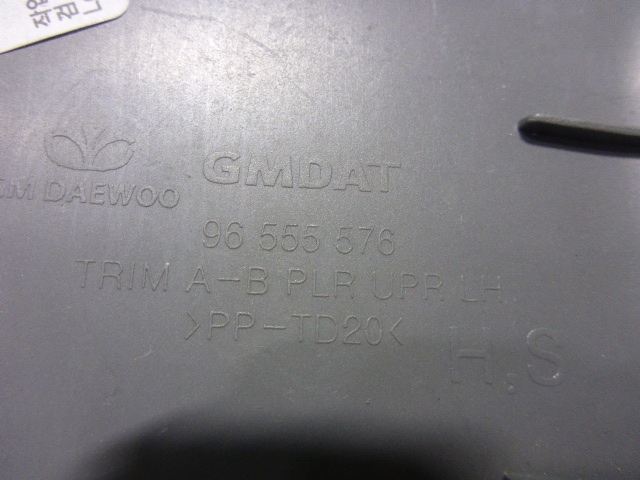 GMDAT
GM DAEWOO
96 555 576
TRIM A-B PLR UPR LH
>PP-TD20<
H.S